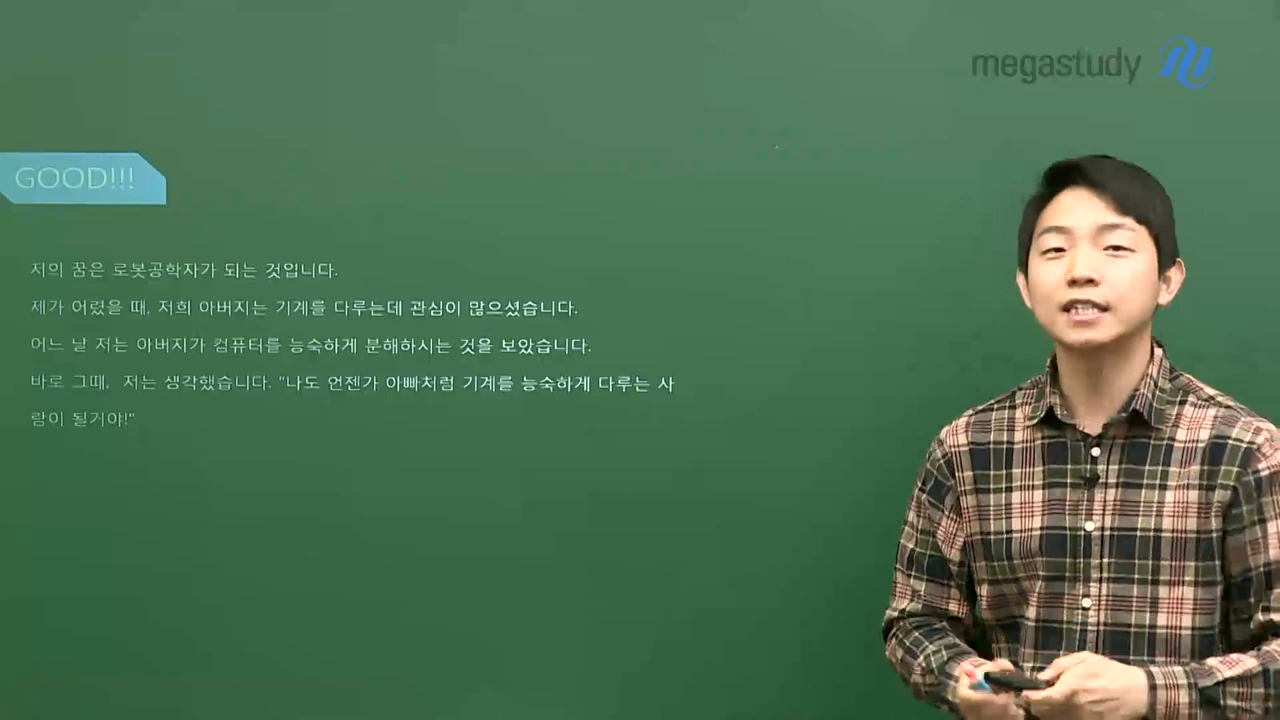 megastudy
GOOD!!!
저의 꿈은 로봇공학자가 되는 것입니다.
제가 어렸을 때, 저희 아버지는 기계를 다루는데 관심이 많으셨습니다.
어느 날 저는 아버지가 컴퓨터를 능숙하게 분해하시는 것을 보았습니다.
바로 그때, 저는 생각했습니다. "나도 언젠가 아빠처럼 기계를 능숙하게 다루는 사
람이 될거야!"